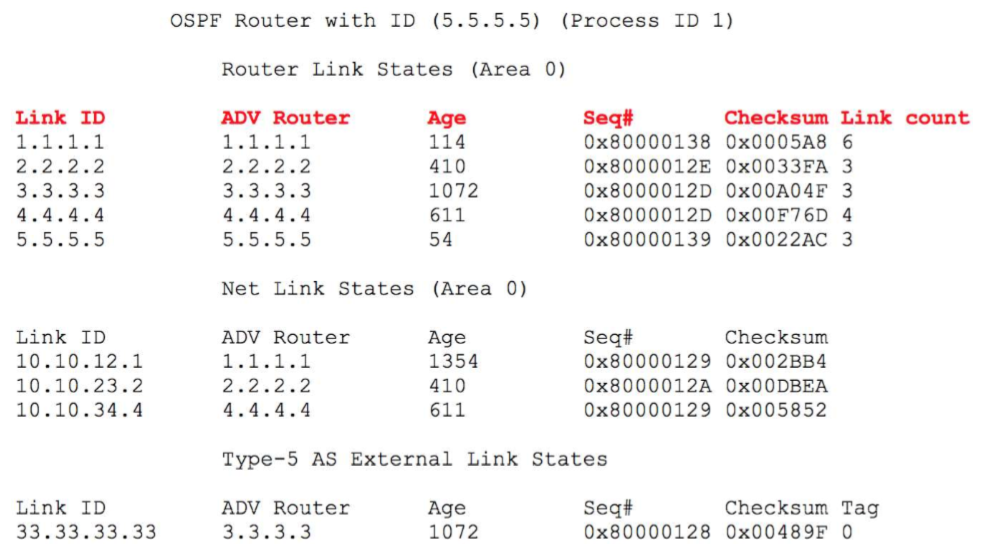 OSPF Router with ID (5.5.5.5) (Process ID 1)
Router Link States (Area 0)
Link ID ADV Router Age Seq# Checksum Link count
1.1.1.1 1.1.1.1 114 0x80000138 0x0005A8 6
2.2.2.2 2.2.2.2 410 0x8000012E 0x0033FA 3
3.3.3.3 3.3.3.3 1072 0x8000012D 0x00A04F 3
4.4.4.4 4.4.4.4 611 0x8000012D 0x00F76D 4
5.5.5.5 5.5.5.5 54 0x80000139 0x0022AC 3
Net Link States (Area 0)
Link ID ADV Router Age Seq# Checksum
10.10.12.1 1.1.1.1 1354 0x80000129 0x002BB4
10.10.23.2 2.2.2.2 410 0x8000012A 0x00DBEA
10.10.34.4 4.4.4.4 611 0x80000129 0x005852
Type-5 AS External Link States
Link ID ADV Router Age Seq# Checksum Tag
33.33.33.33 3.3.3.3 1072 0x80000128 0x00489F 0